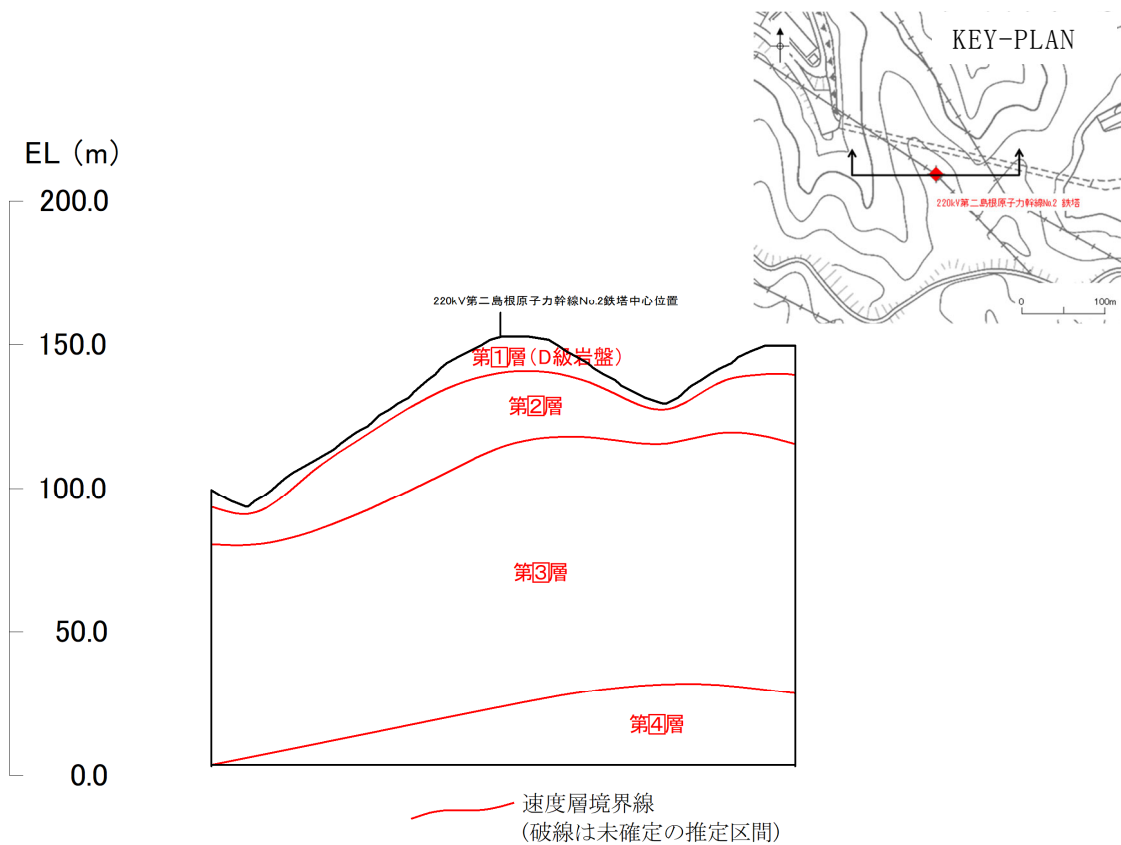 KEY-PLAN
220kV第二島根原子力幹線No.2 鉄塔
0 100m
EL (m)
200.0
150.0
100.0
50.0
0.0
220kV第二島根原子力幹線No.2鉄塔中心位置
第1層(D級岩盤)
第2層
第3層
第4層
速度層境界線
(破線は未確定の推定区間)